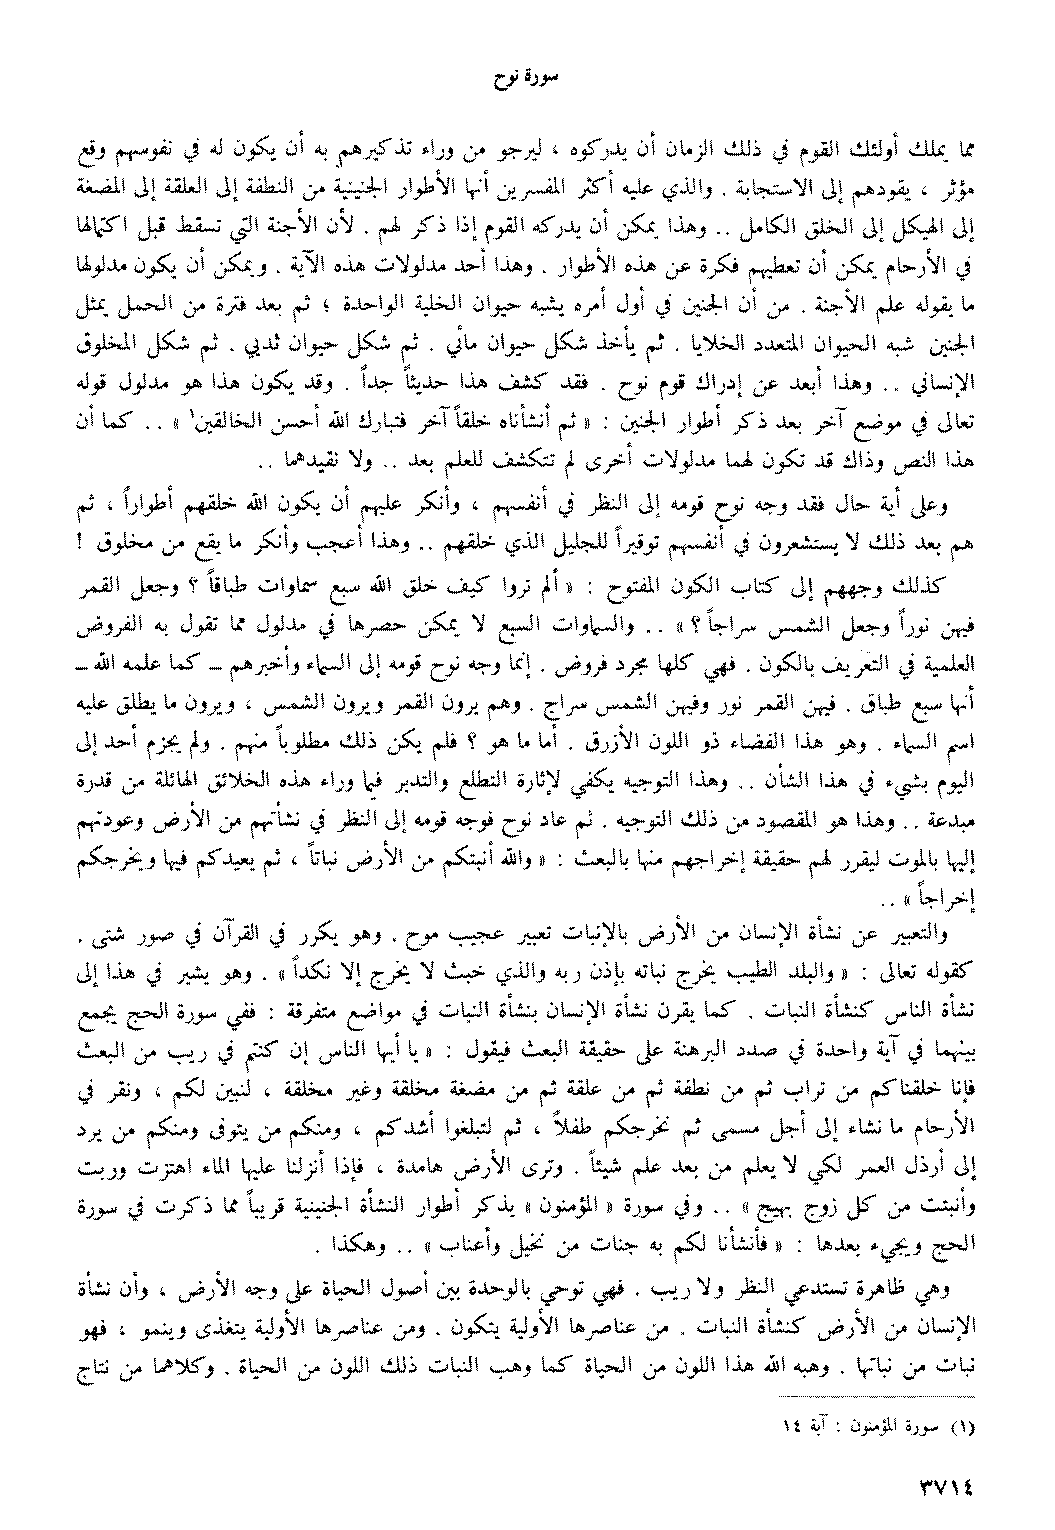 سورة نوح
مما يملك أولئك القوم في ذلك الزمان أن يدركوه ، ليرجو من وراء تذكيرهم به أن يكون له في نفوسهم وقع
مؤثر ، يقودهم إلى الاستجابة . والذي عليه أكثر المفسرين أنها الأطوار الجنينية من النطفة إلى العلقة إلى المضغة
إلى الهيكل إلى الخلق الكامل .. وهذا يمكن أن يدركه القوم إذا ذكر لهم . لأن الأجنة التي تسقط قبل اكتمالها
في الأرحام يمكن أن تعطيهم فكرة عن هذه الأطوار . وهذا أحد مدلولات هذه الآية . ويمكن أن يكون مدلولها
ما يقوله علم الأجنة . من أن الجنين في أول أمره يشبه حيوان الخلية الواحدة ؛ ثم بعد فترة من الحمل يمثل
الجنين شبه الحيوان المتعدد الخلايا . ثم يأخذ شكل حيوان مائي . ثم شكل حيوان ثديي . ثم شكل المخلوق
الإنساني .. وهذا أبعد عن إدراك قوم نوح . فقد كشف هذا حديثاً جداً . وقد يكون هذا هو مدلول قوله
تعالى في موضع آخر بعد ذكر أطوار الجنين : « ثم أنشأناه خلقاً آخر فتبارك الله أحسن الخالقين١ » .. كما أن
هذا النص وذاك قد تكون لهما مدلولات أخرى لم تتكشف للعلم بعد .. ولا نقيدهما ..
وعلى أية حال فقد وجه نوح قومه إلى النظر في أنفسهم ، وأنكر عليهم أن يكون الله خلقهم أطواراً ، ثم
هم بعد ذلك لا يستشعرون في أنفسهم توقيراً للجليل الذي خلقهم .. وهذا أعجب وأنكر ما يقع من مخلوق !
كذلك وجههم إلى كتاب الكون المفتوح : « ألم تروا كيف خلق الله سبع سماوات طباقاً ؟ وجعل القمر
فيهن نوراً وجعل الشمس سراجاً ؟ » .. والسماوات السبع لا يمكن حصرها في مدلول مما تقول به الفروض
العلمية في التعريف بالكون . فهي كلها مجرد فروض . إنما وجه نوح قومه إلى السماء وأخبرهم – كما علمه الله –
أنها سبع طباق . فيهن القمر نور وفيهن الشمس سراج . وهم يرون القمر ويرون الشمس ، ويرون ما يطلق عليه
اسم السماء . وهو هذا الفضاء ذو اللون الأزرق . أما ما هو ؟ فلم يكن ذلك مطلوباً منهم . ولم يجزم أحد إلى
اليوم بشيء في هذا الشأن .. وهذا التوجيه يكفي لإثارة التطلع والتدبر فيما وراء هذه الخلائق الهائلة من قدرة
مبدعة .. وهذا هو المقصود من ذلك التوجيه . ثم عاد نوح فوجه قومه إلى النظر في نشأتهم من الأرض وعودتهم
إليها بالموت ليقرر لهم حقيقة إخراجهم منها بالبعث : « والله أنبتكم من الأرض نباتاً ، ثم يعيدكم فيها ويخرجكم
إخراجاً » ..
والتعبير عن نشأة الإنسان من الأرض بالإنبات تعبير عجيب موح . وهو يكرر في القرآن في صور شتى .
كقوله تعالى : « والبلد الطيب يخرج نباته بإذن ربه والذي خبث لا يخرج إلا نكداً » . وهو يشير في هذا إلى
نشأة الناس كنشأة النبات . كما يقرن نشأة الإنسان بنشأة النبات في مواضع متفرقة : ففي سورة الحج يجمع
بينهما في آية واحدة في صدد البرهنة على حقيقة البعث فيقول : « يا أيها الناس إن كنتم في ريب من البعث
فإنا خلقناكم من تراب ثم من نطفة ثم من علقة ثم من مضغة مخلقة وغير مخلقة ، لنبين لكم ، ونقر في
الأرحام ما نشاء إلى أجل مسمى ثم نخرجكم طفلاً ، ثم لتبلغوا أشدكم ، ومنكم من يتوفى ومنكم من يرد
إلى أرذل العمر لكي لا يعلم من بعد علم شيئاً . وترى الأرض هامدة ، فإذا أنزلنا عليها الماء اهتزت وربت
وأنبتت من كل زوج بهيج » .. وفي سورة « المؤمنون » يذكر أطوار النشأة الجنينية قريباً مما ذكرت في سورة
الحج ويجيء بعدها : « فأنشأنا لكم به جنات من نخيل وأعناب » .. وهكذا .
وهي ظاهرة تستدعي النظر ولا ريب . فهي توحي بالوحدة بين أصول الحياة على وجه الأرض ، وأن نشأة
الإنسان من الأرض كنشأة النبات . من عناصرها الأولية يتكون . ومن عناصرها الأولية يتغذى وينمو ، فهو
نبات من نباتها . وهبه الله هذا اللون من الحياة كما وهب النبات ذلك اللون من الحياة . وكلاهما من نتاج
(١) سورة المؤمنون : آية ١٤
٣٧١٤